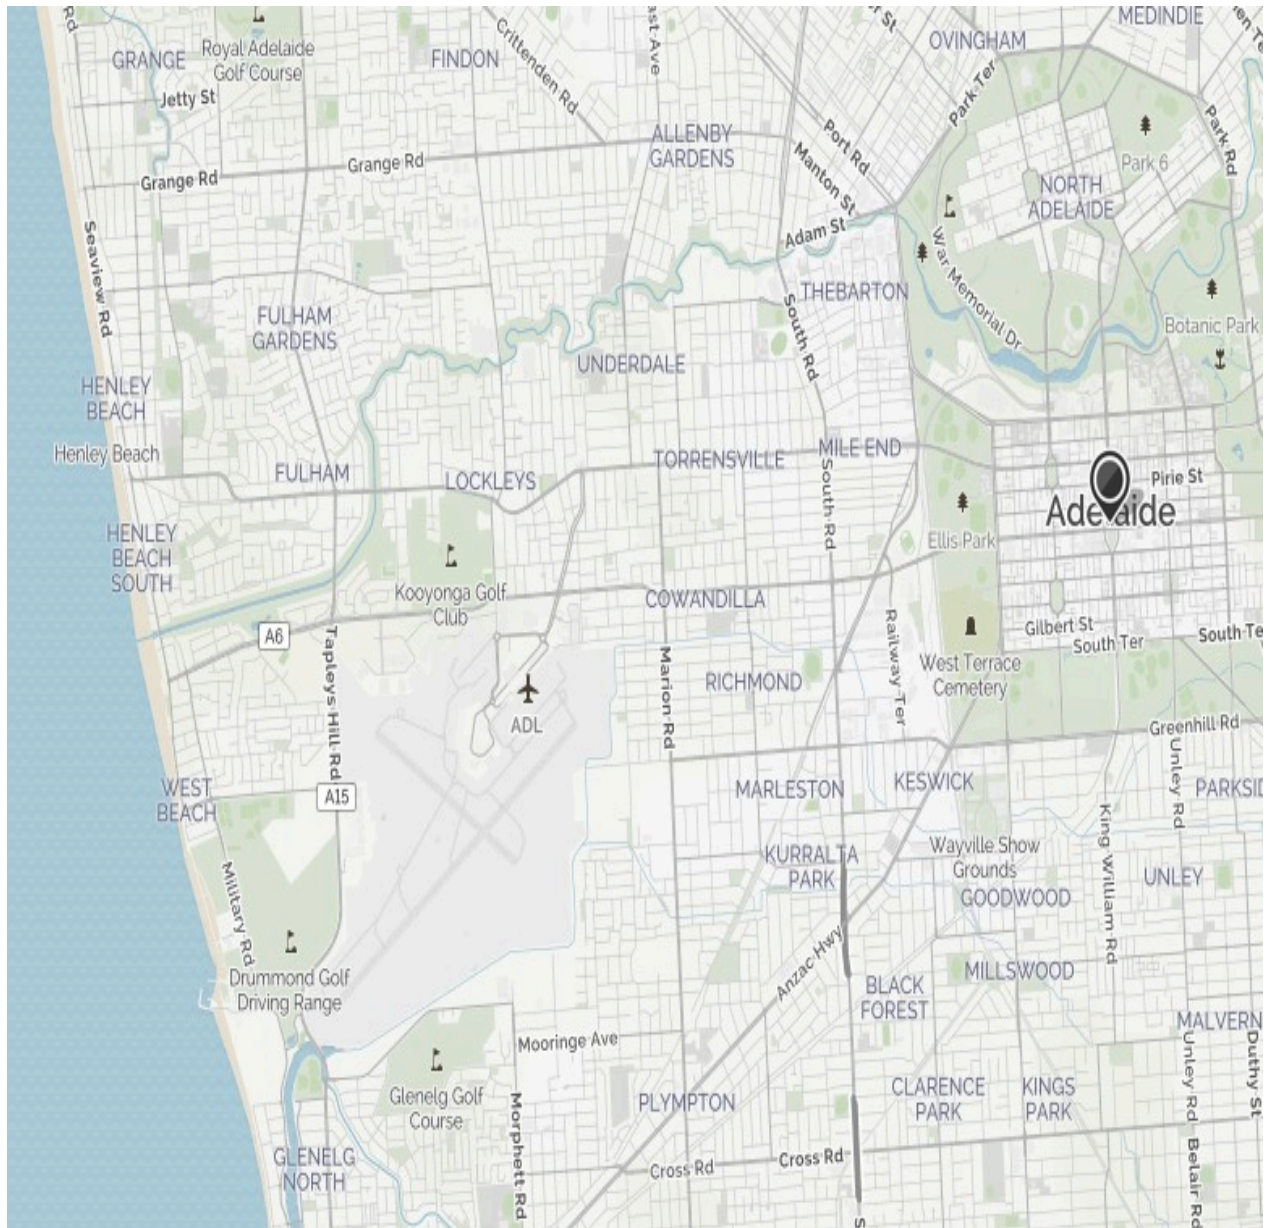 MEDINDIE
OVINGHAM
GRANGE
Royal Adelaide
Golf Course
FINDON
Crittenden Rd
Park Ter
Jetty St
Port Rd
Park Rd
ALLENBY
GARDENS
Manton St
Park 6
Grange Rd
Grange Rd
NORTH
ADELAIDE
Adam St
Seaview Rd
War Memorial Dr
THEBARTON
FULHAM
GARDENS
South Rd
Botanic Park
UNDERDALE
HENLEY
BEACH
Henley Beach
FULHAM
LOCKLEYS
TORRENSVILLE
MILE END
South Rd
Pirie St
Adelaide
HENLEY
BEACH
SOUTH
Ellis Park
Kooyonga Golf
Club
COWANDILLA
A6
Gilbert St
South Ter
South Te
Tapleys Hill Rd
Marion Rd
Railway Ter
RICHMOND
West Terrace
Cemetery
ADL
Greenhill Rd
Unley Rd
WEST
BEACH
A15
MARLESTON
KESWICK
PARKSID
King William Rd
KURRALTA
PARK
Wayville Show
Grounds
UNLEY
GOODWOOD
Military Rd
Anzac Hwy
Drummond Golf
Driving Range
BLACK
FOREST
MILLSWOOD
MALVERN
Mooringe Ave
Unley Rd
Duthy St
Glenelg Golf
Course
PLYMPTON
CLARENCE
PARK
KINGS
PARK
Morphett Rd
GLENELG
NORTH
Cross Rd
Cross Rd
Belair Rd